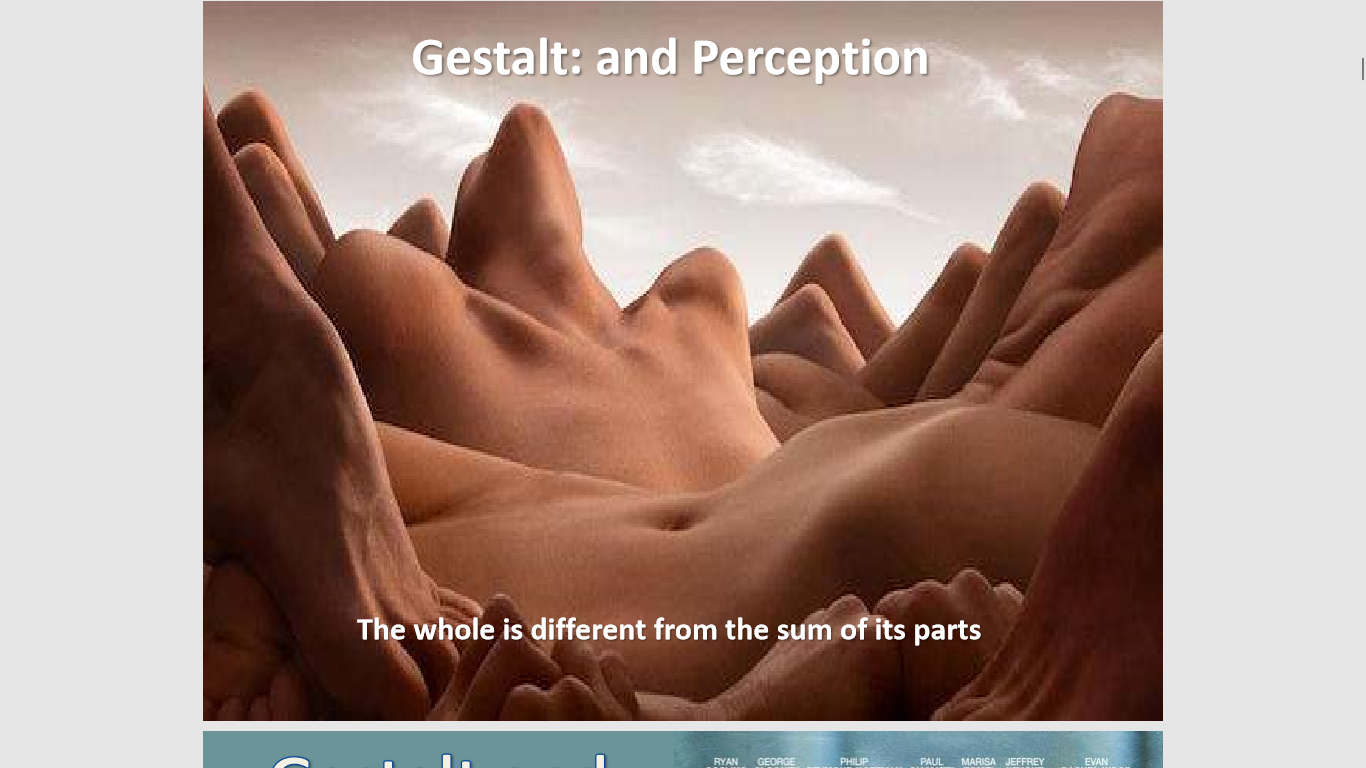 Gestalt: and Perception
The whole is different from the sum of its parts
RYAN GEORGE PHILIP PAUL MARISA JEFFREY EVAN